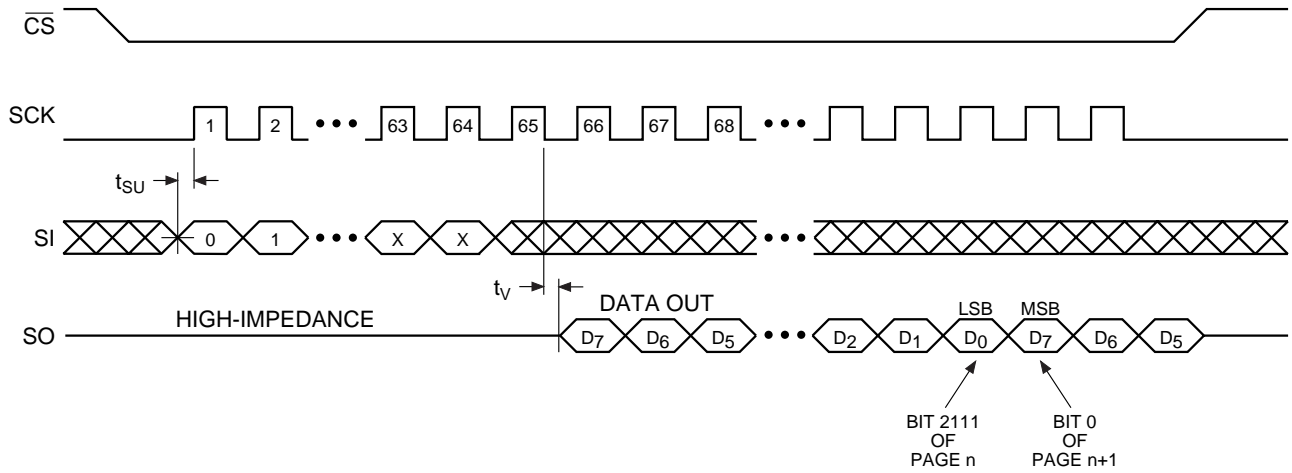 CS
SCK 1 2 ••• 63 64 65 66 67 68 •••
tSU
SI 0 1 ••• X X •••
tV
DATA OUT
HIGH-IMPEDANCE
LSB MSB
SO D7 D6 D5 ••• D2 D1 D0 D7 D6 D5
BIT 2111
OF
PAGE n
BIT 0
OF
PAGE n+1